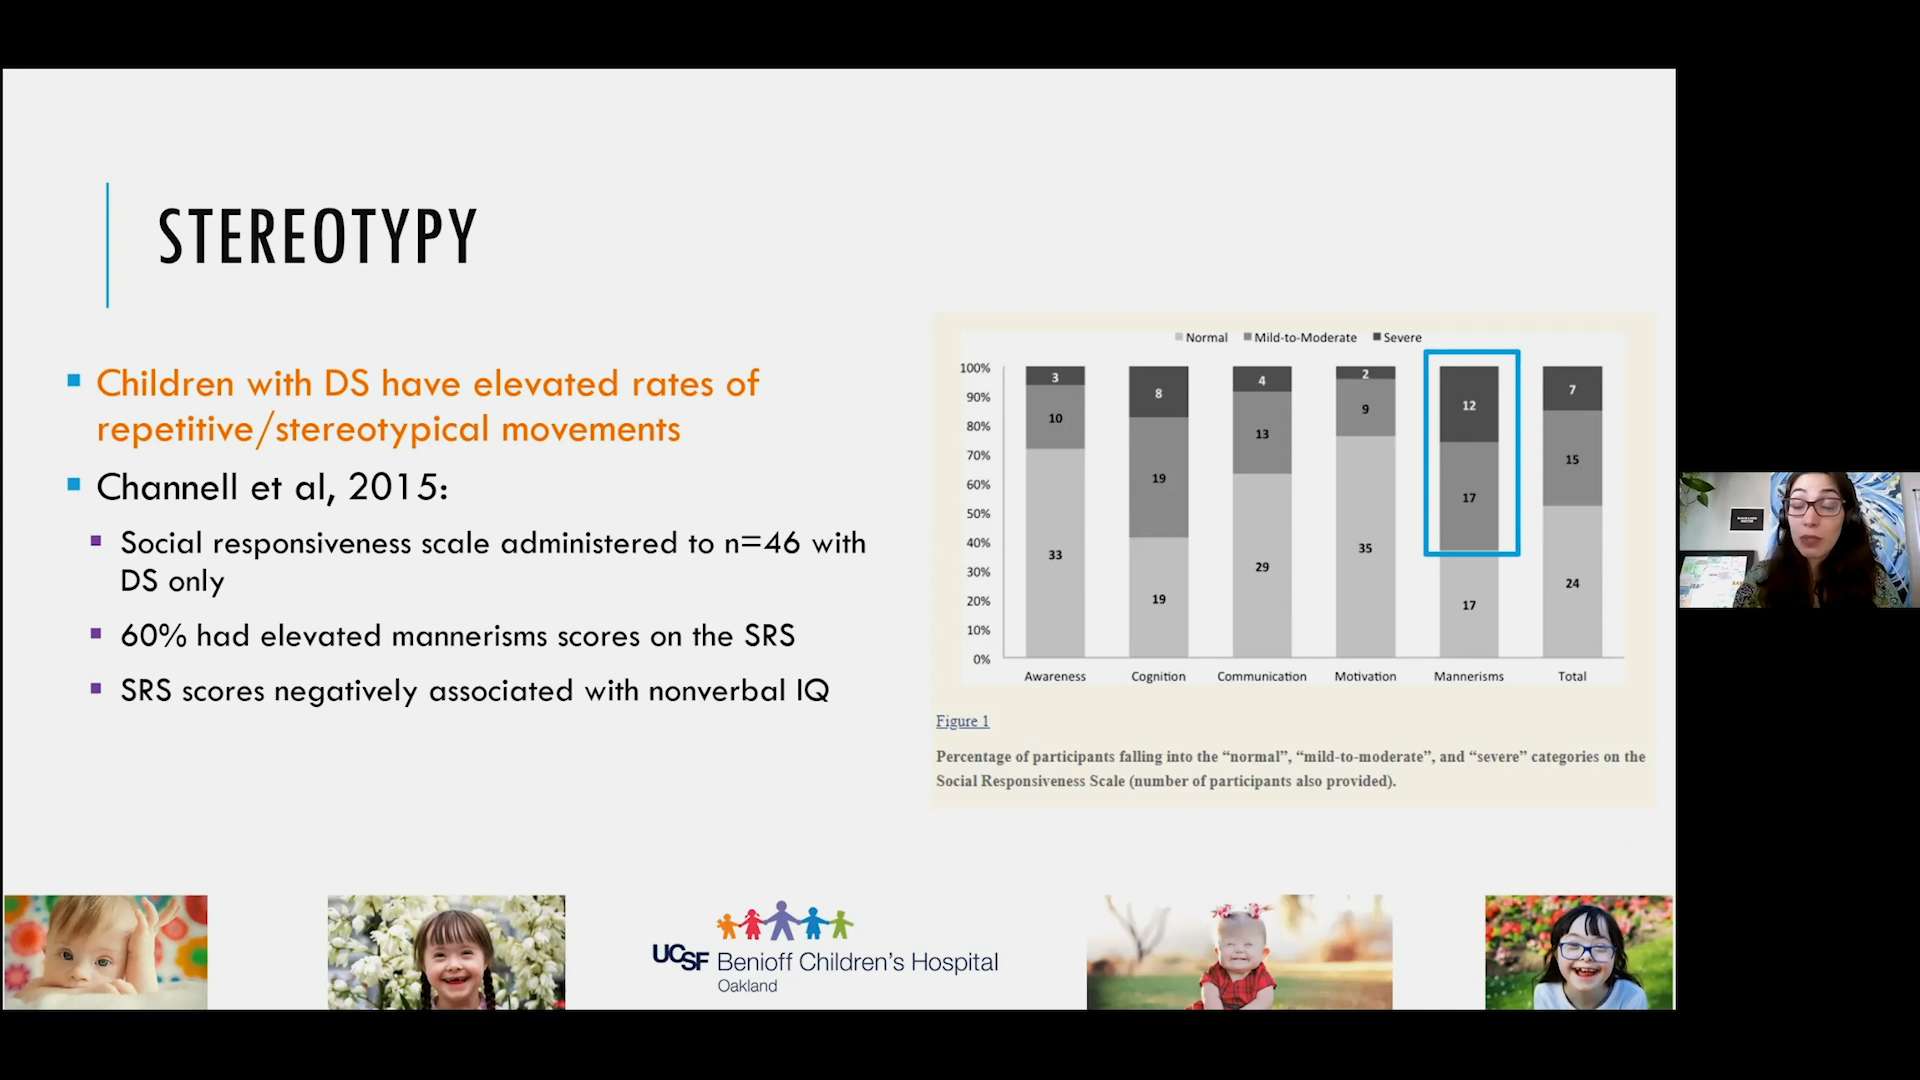 STEREOTYPY
Children with DS have elevated rates of
repetitive/stereotypical movements
Channell et al, 2015:
Social responsiveness scale administered to n=46 with
DS only
60% had elevated mannerisms scores on the SRS
SRS scores negatively associated with nonverbal IQ
Normal Mild-to-Moderate Severe
100%
90%
80%
70%
60%
50%
40%
30%
20%
10%
0%
3 8 4 2 12 7
10 19 13 9 17 15
33 19 29 35 17 24
Awareness Cognition Communication Motivation Mannerisms Total
Figure 1
Percentage of participants falling into the “normal”, “mild-to-moderate”, and “severe” categories on the
Social Responsiveness Scale (number of participants also provided).
UCSF Benioff Children's Hospital
Oakland